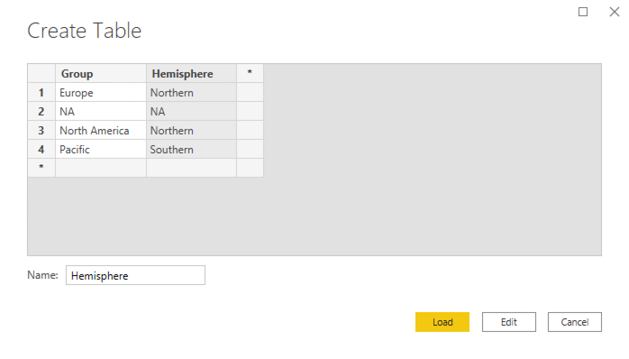 Create Table
Group Hemisphere *
1 Europe Northern
2 NA NA
3 North America Northern
4 Pacific Southern
*
Name: Hemisphere
Load Edit Cancel